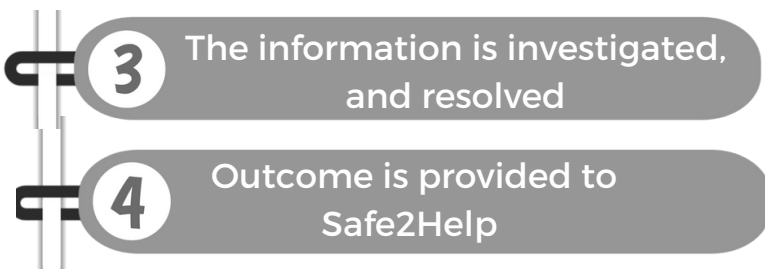 3
The information is investigated,
and resolved
4
Outcome is provided to
Safe2Help